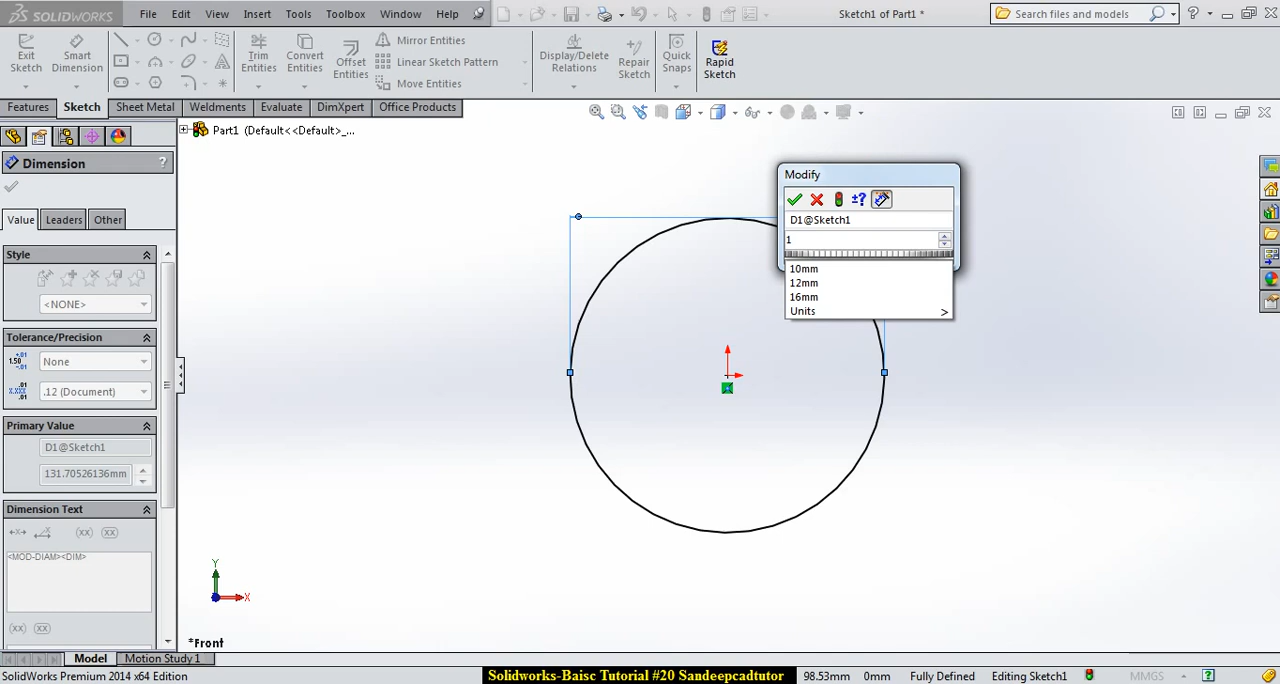 SOLIDWORKS File Edit View Insert Tools Toolbox Window Help Sketch1 of Part1 * Search files and models
Exit Sketch
Smart Dimension
Trim Entities
Convert Entities
Offset Entities
Mirror Entities
Linear Sketch Pattern
Move Entities
Display/Delete Relations
Repair Sketch
Quick Snaps
Rapid Sketch
Features Sketch Sheet Metal Weldments Evaluate DimXpert Office Products
Part1 (Default<<Default>_...
Dimension ?
Value Leaders Other
Style
<NONE>
Tolerance/Precision
None
.12 (Document)
Primary Value
D1@Sketch1
131.70526136mm
Dimension Text
<MOD-DIAM><DIM>
(xx) (xx)
(xx) (xx)
Modify
±?
D1@Sketch1
1
10mm
12mm
16mm
Units >
Y
X
*Front
Model Motion Study 1
SolidWorks Premium 2014 x64 Edition Solidworks-Baisc Tutorial #20 Sandeepcadtutor 98.53mm 0mm Fully Defined Editing Sketch1 MMGS ?